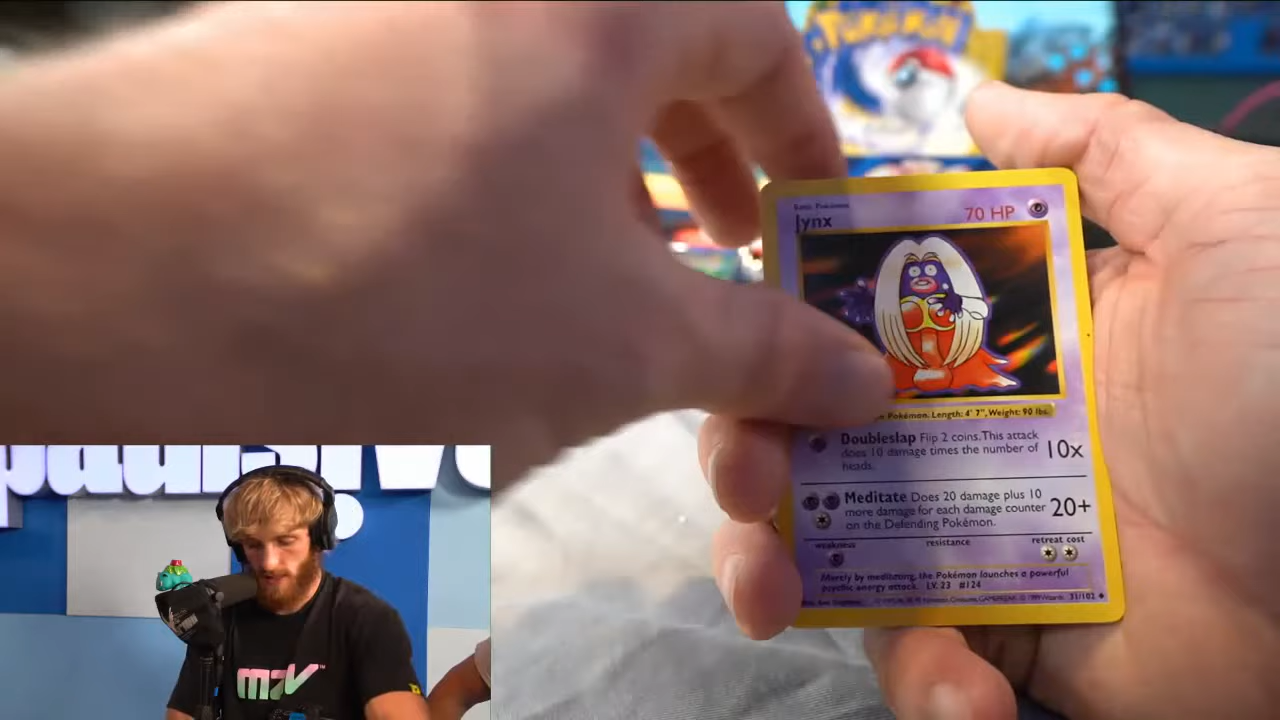 Pokémon
Basic Pokémon
Jynx
70 HP
Pokémon. Length: 4' 7", Weight: 90 lbs.
Doubleslap Flip 2 coins. This attack
does 10 damage times the number of
heads.
10x
Meditate Does 20 damage plus 10
more damage for each damage counter
on the Defending Pokémon.
20+
weakness
resistance
retreat cost
Merely by meditating, the Pokémon launches a powerful
psychic energy attack. LV. 23 #124
31/102